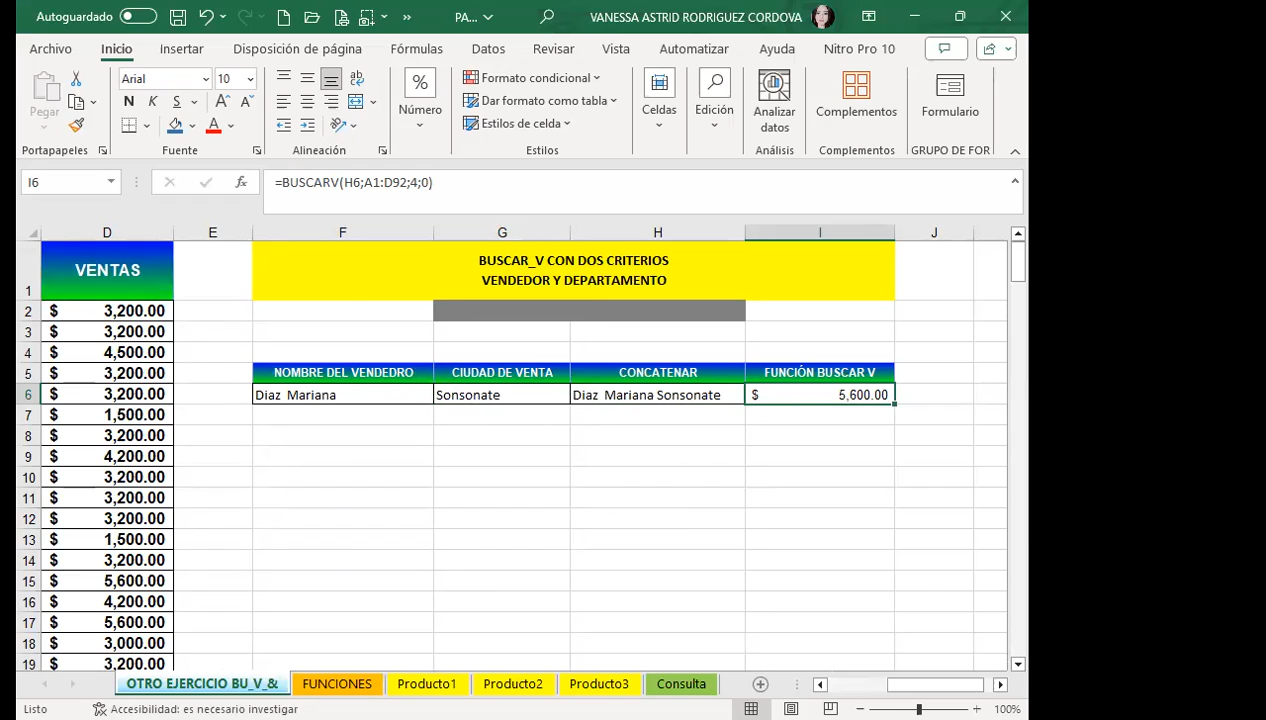 Autoguardado PA... VANESSA ASTRID RODRIGUEZ CORDOVA
Archivo Inicio Insertar Disposición de página Fórmulas Datos Revisar Vista Automatizar Ayuda Nitro Pro 10
Pegar
Portapapeles
Arial 10
N K S
Fuente
Alineación
% Número
Formato condicional
Dar formato como tabla
Estilos de celda
Estilos
Celdas
Edición
Analizar
datos
Análisis
Complementos
Complementos
Formulario
GRUPO DE FOR
I6 fx =BUSCARV(H6;A1:D92;4;0)
D E F G H I J
1 VENTAS BUSCAR_V CON DOS CRITERIOS
VENDEDOR Y DEPARTAMENTO
2 $ 3,200.00
3 $ 3,200.00
4 $ 4,500.00
5 $ 3,200.00 NOMBRE DEL VENDEDRO CIUDAD DE VENTA CONCATENAR FUNCIÓN BUSCAR V
6 $ 3,200.00 Diaz  Mariana Sonsonate Diaz  Mariana Sonsonate $ 5,600.00
7 $ 1,500.00
8 $ 3,200.00
9 $ 4,200.00
10 $ 3,200.00
11 $ 3,200.00
12 $ 3,200.00
13 $ 1,500.00
14 $ 3,200.00
15 $ 5,600.00
16 $ 4,200.00
17 $ 5,600.00
18 $ 3,000.00
19 $ 3,200.00
OTRO EJERCICIO BU_V_& FUNCIONES Producto1 Producto2 Producto3 Consulta
Listo Accesibilidad: es necesario investigar 100%